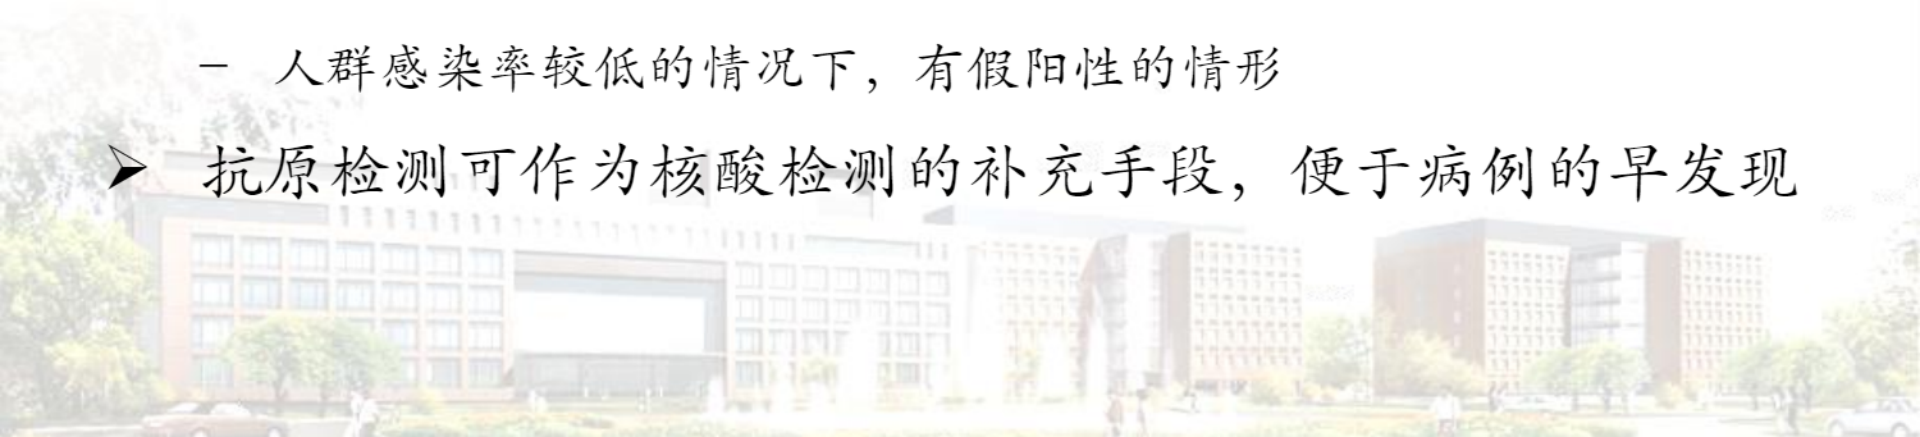 – 人群感染率较低的情况下，有假阳性的情形
➢ 抗原检测可作为核酸检测的补充手段，便于病例的早发现